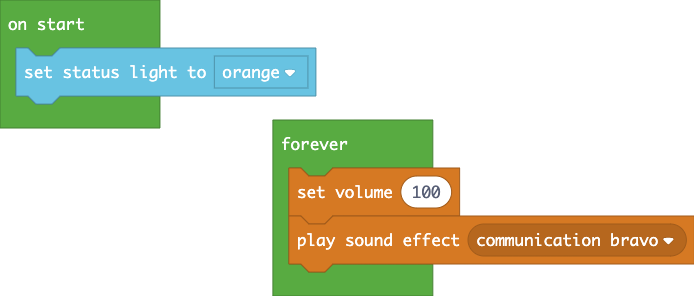 on start
set status light to orange
forever
set volume 100
play sound effect communication bravo